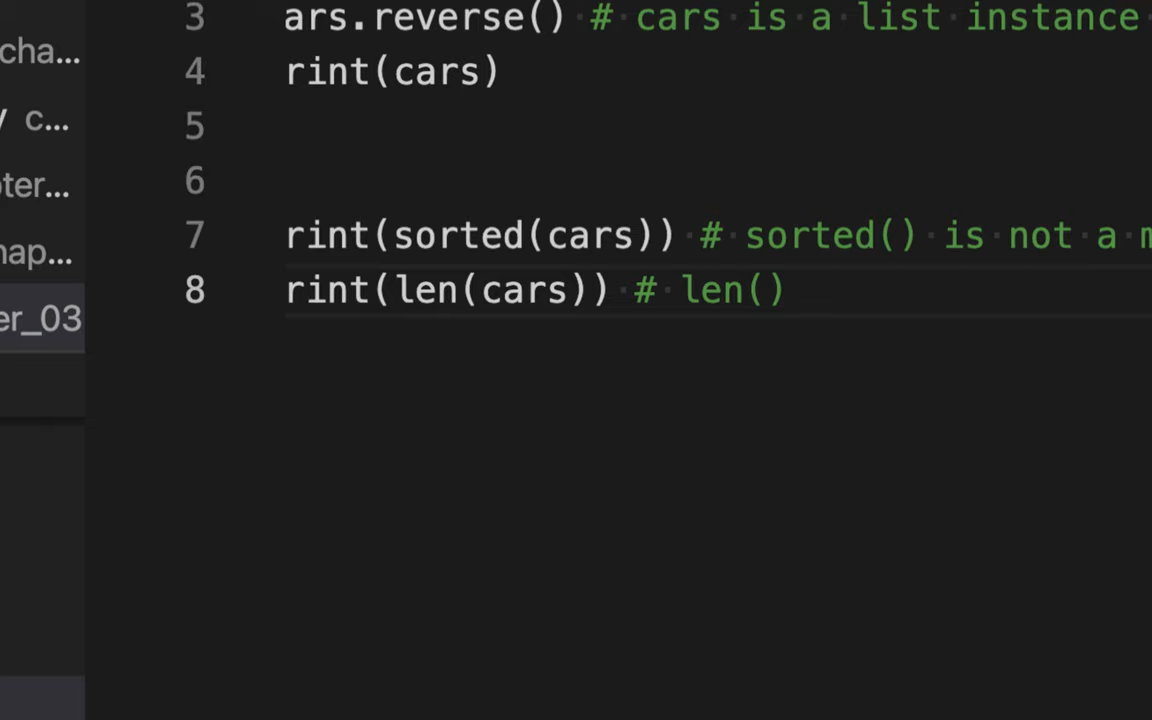 cha...
c...
oter...
hap...
er_03
3 ars.reverse() # cars is a list instance
4 rint(cars)
5
6
7 rint(sorted(cars)) # sorted() is not a
8 rint(len(cars)) # len()